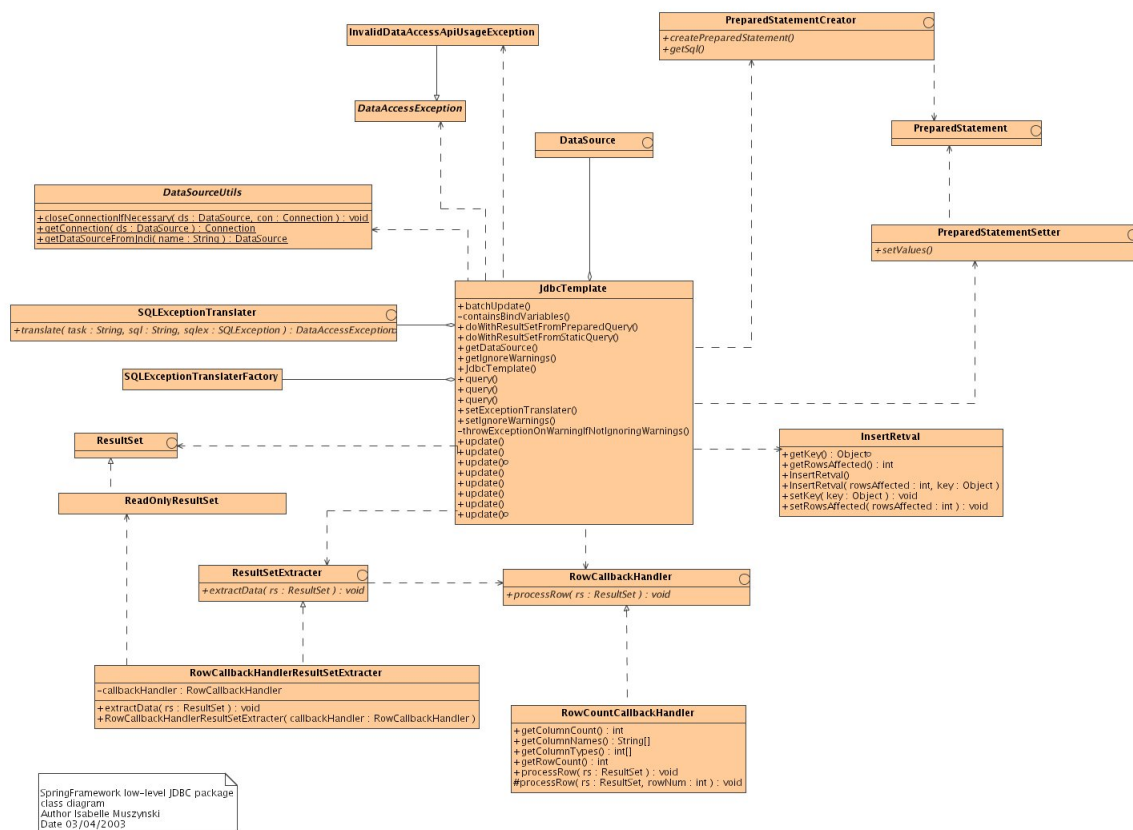 PreparedStatementCreator
+createPreparedStatement()
+getSql()
InvalidDataAccessApiUsageException
DataAccessException
DataSource
PreparedStatement
DataSourceUtils
+closeConnectionIfNecessary( ds : DataSource, con : Connection ) : void
+getConnection( ds : DataSource ) : Connection
+getDataSourceFromJndi( name : String ) : DataSource
PreparedStatementSetter
+setValues()
JdbcTemplate
+batchUpdate()
-containsBindVariables()
+doWithResultSetFromPreparedQuery()
+doWithResultSetFromStaticQuery()
+getDataSource()
+getIgnoreWarnings()
+JdbcTemplate()
+query()
+query()
+query()
+setExceptionTranslater()
+setIgnoreWarnings()
-throwExceptionOnWarningIfNotIgnoringWarnings()
+update()
+update()
+update()
+update()
+update()
+update()
+update()
+update()
SQLExceptionTranslater
+translate( task : String, sql : String, sqlex : SQLException ) : DataAccessException
SQLExceptionTranslaterFactory
ResultSet
ReadOnlyResultSet
InsertRetval
+getKey() : Object
+getRowsAffected() : int
+InsertRetval()
+InsertRetval( rowsAffected : int, key : Object )
+setKey( key : Object ) : void
+setRowsAffected( rowsAffected : int ) : void
ResultSetExtracter
+extractData( rs : ResultSet ) : void
RowCallbackHandler
+processRow( rs : ResultSet ) : void
RowCallbackHandlerResultSetExtracter
-callbackHandler : RowCallbackHandler
+extractData( rs : ResultSet ) : void
+RowCallbackHandlerResultSetExtracter( callbackHandler : RowCallbackHandler )
RowCountCallbackHandler
+getColumnCount() : int
+getColumnNames() : String[]
+getColumnTypes() : int[]
+getRowCount() : int
+processRow( rs : ResultSet ) : void
#processRow( rs : ResultSet, rowNum : int ) : void
SpringFramework low-level JDBC package
class diagram
Author Isabelle Muszynski
Date 03/04/2003